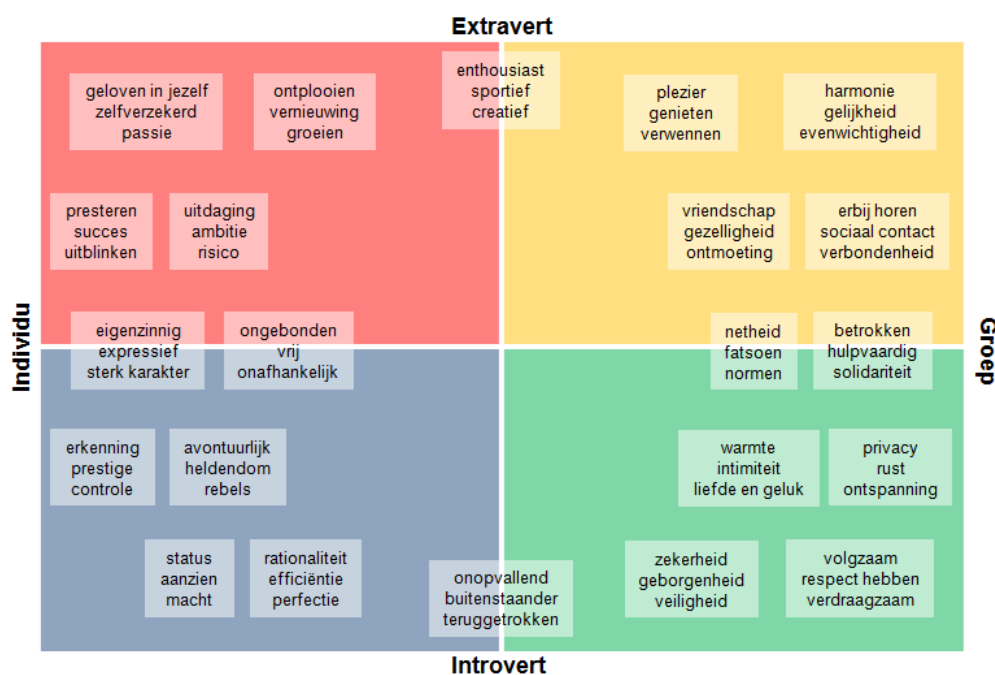 Extravert
geloven in jezelf
zelfverzekerd
passie
ontplooien
vernieuwing
groeien
enthousiast
sportief
creatief
plezier
genieten
verwennen
harmonie
gelijkheid
evenwichtigheid
presteren
succes
uitblinken
uitdaging
ambitie
risico
vriendschap
gezelligheid
ontmoeting
erbij horen
sociaal contact
verbondenheid
Individu
eigenzinnig
expressief
sterk karakter
ongebonden
vrij
onafhankelijk
netheid
fatsoen
normen
betrokken
hulpvaardig
solidariteit
Groep
erkenning
prestige
controle
avontuurlijk
heldendom
rebels
warmte
intimiteit
liefde en geluk
privacy
rust
ontspanning
status
aanzien
macht
rationaliteit
efficiëntie
perfectie
onopvallend
buitenstaander
teruggetrokken
zekerheid
geborgenheid
veiligheid
volgzaam
respect hebben
verdraagzaam
Introvert